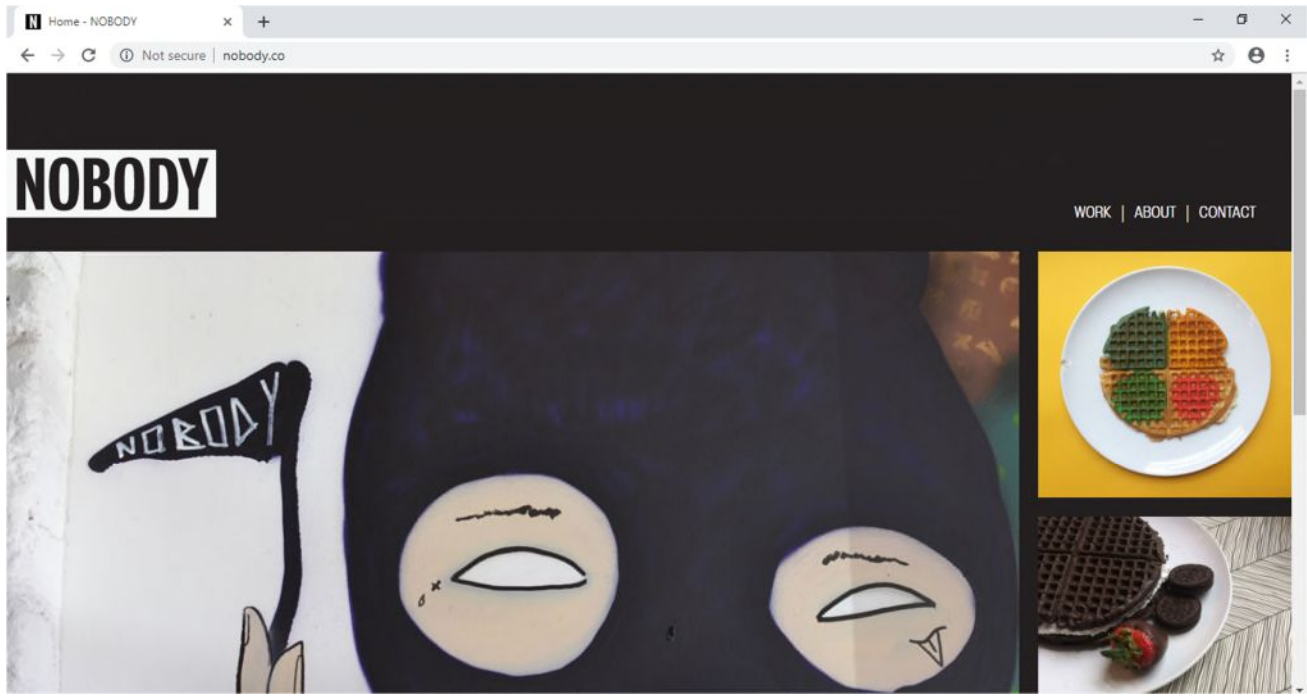 Home - NOBODY
Not secure | nobody.co
NOBODY
WORK | ABOUT | CONTACT
NOBODY